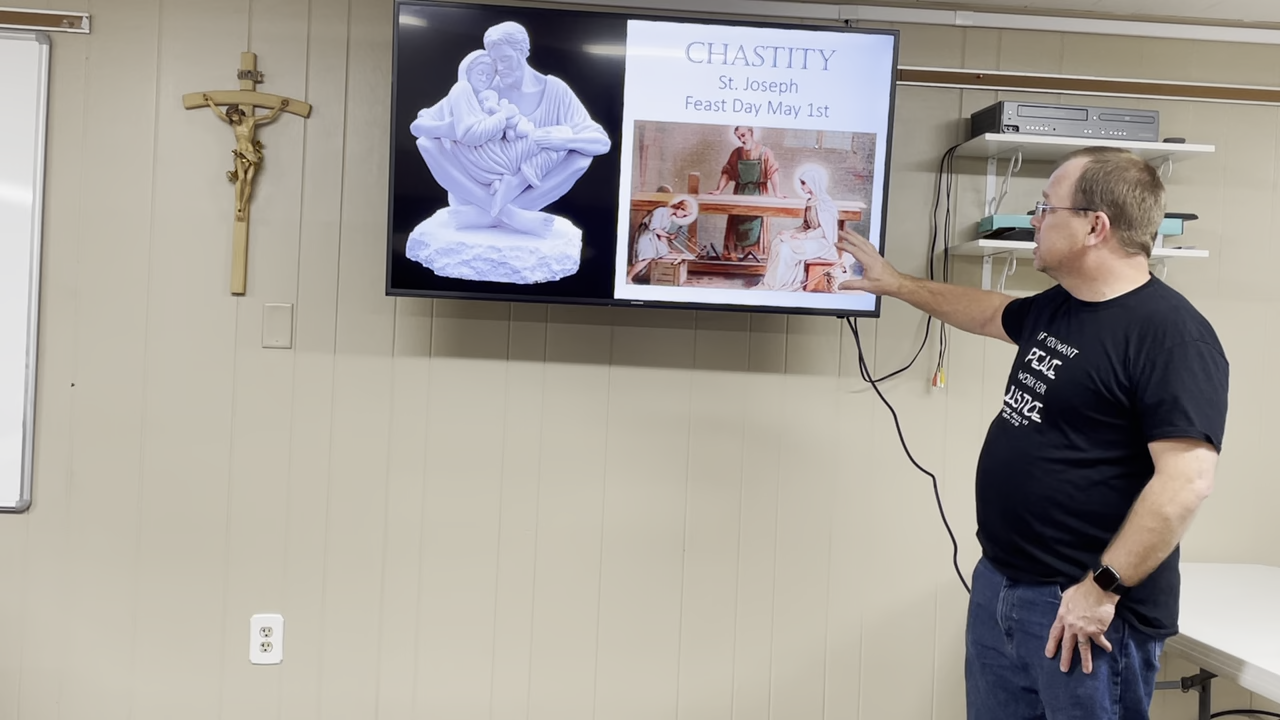 CHASTITY
St. Joseph
Feast Day May 1st
IF YOU WANT
PEACE
WORK FOR
JUSTICE